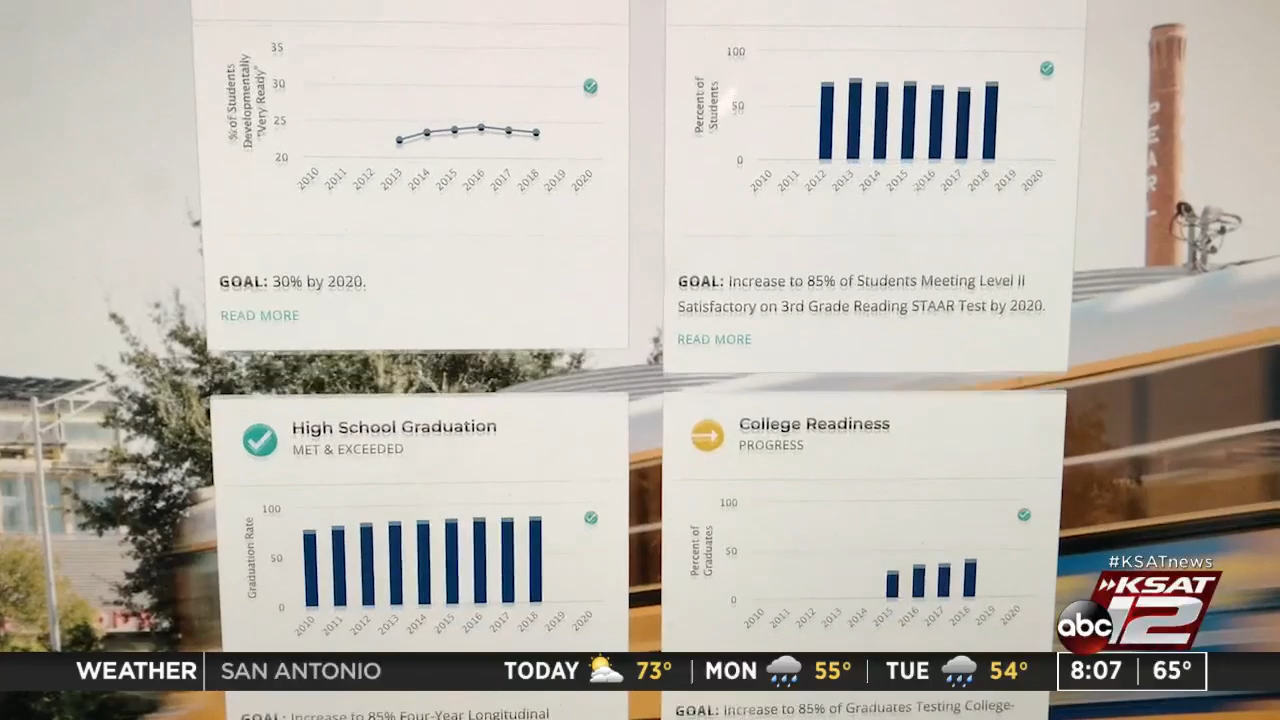 35
30
25
20
% of Students
Developmentally
"Very Ready"
2010 2011 2012 2013 2014 2015 2016 2017 2018 2019 2020
GOAL: 30% by 2020.
READ MORE
100
50
0
Percent of
Students
2010 2011 2012 2013 2014 2015 2016 2017 2018 2019 2020
GOAL: Increase to 85% of Students Meeting Level II
Satisfactory on 3rd Grade Reading STAAR Test by 2020.
READ MORE
PEARL
High School Graduation
MET & EXCEEDED
100
50
0
Graduation Rate
2010 2011 2012 2013 2014 2015 2016 2017 2018 2019 2020
GOAL: Increase to 85% Four-Year Longitudinal
College Readiness
PROGRESS
100
50
0
Percent of
Graduates
2010 2011 2012 2013 2014 2015 2016 2017 2018 2019 2020
GOAL: Increase to 85% of Graduates Testing College-
#KSATnews
KSAT
abc 12
WEATHER SAN ANTONIO TODAY 73° MON 55° TUE 54° 8:07 65°